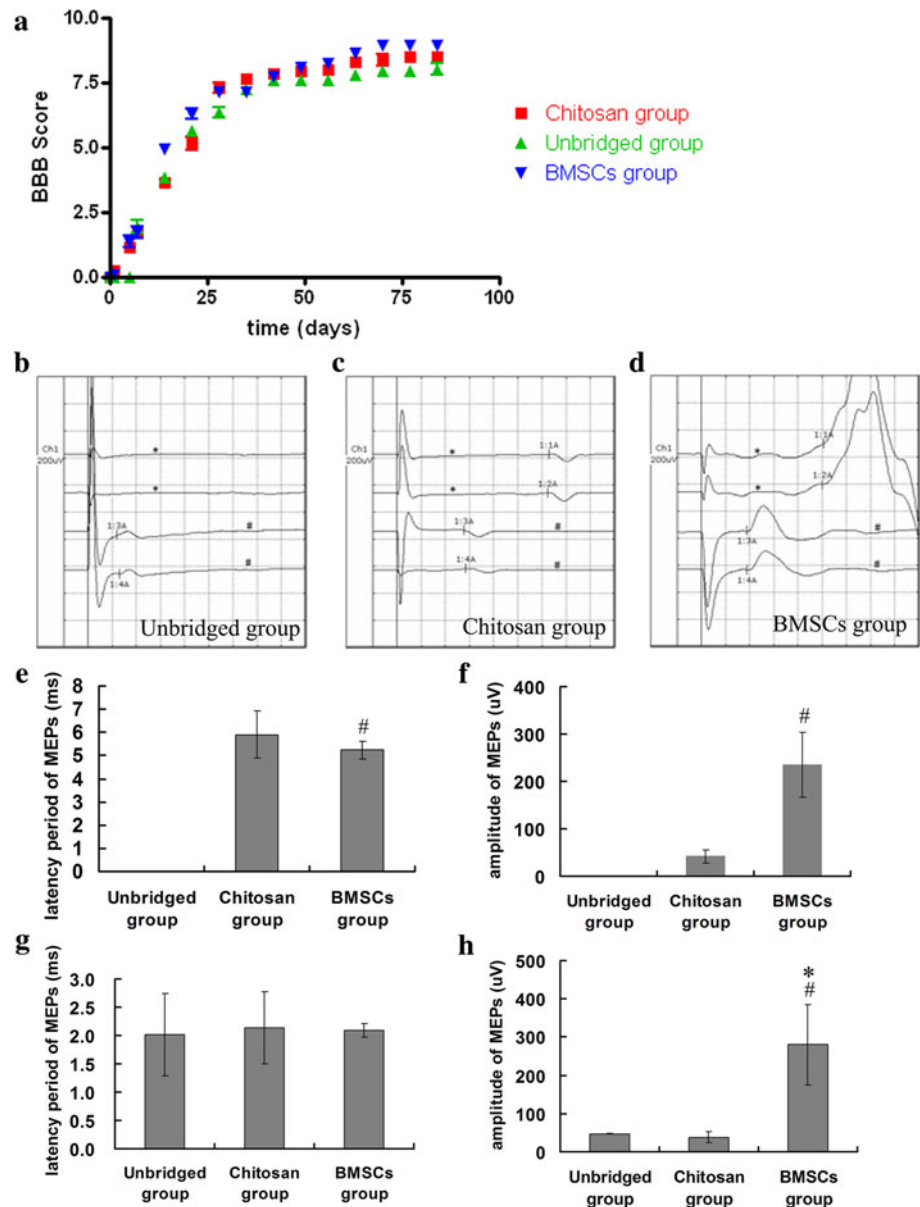 a
10.0
7.5
5.0
2.5
0.0
BBB Score
0 25 50 75 100
time (days)
Chitosan group
Unbridged group
BMSCs group
b
Ch1
200uV
*
*
1:3A
#
1:4A
#
Unbridged group
c
Ch1
200uV
*
1:1A
*
1:2A
1:3A
#
1:4A
#
Chitosan group
d
Ch1
200uV
*
1:1A
*
1:2A
1:3A
#
1:4A
#
BMSCs group
e
latency period of MEPs (ms)
8
7
6
5
4
3
2
1
0
#
Unbridged group
Chitosan group
BMSCs group
f
amplitude of MEPs (uV)
400
300
200
100
0
#
Unbridged group
Chitosan group
BMSCs group
g
latency period of MEPs (ms)
3.0
2.5
2.0
1.5
1.0
0.5
0.0
Unbridged group
Chitosan group
BMSCs group
h
amplitude of MEPs (uV)
500
400
300
200
100
0
*
#
Unbridged group
Chitosan group
BMSCs group